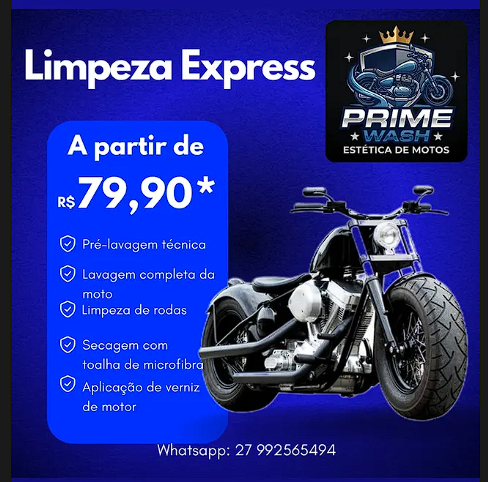 Limpeza Express
PRIME
WASH
ESTÉTICA DE MOTOS
A partir de
R$79,90*
Pré-lavagem técnica
Lavagem completa da
moto
Limpeza de rodas
Secagem com
toalha de microfibra
Aplicação de verniz
de motor
Whatsapp: 27 992565494